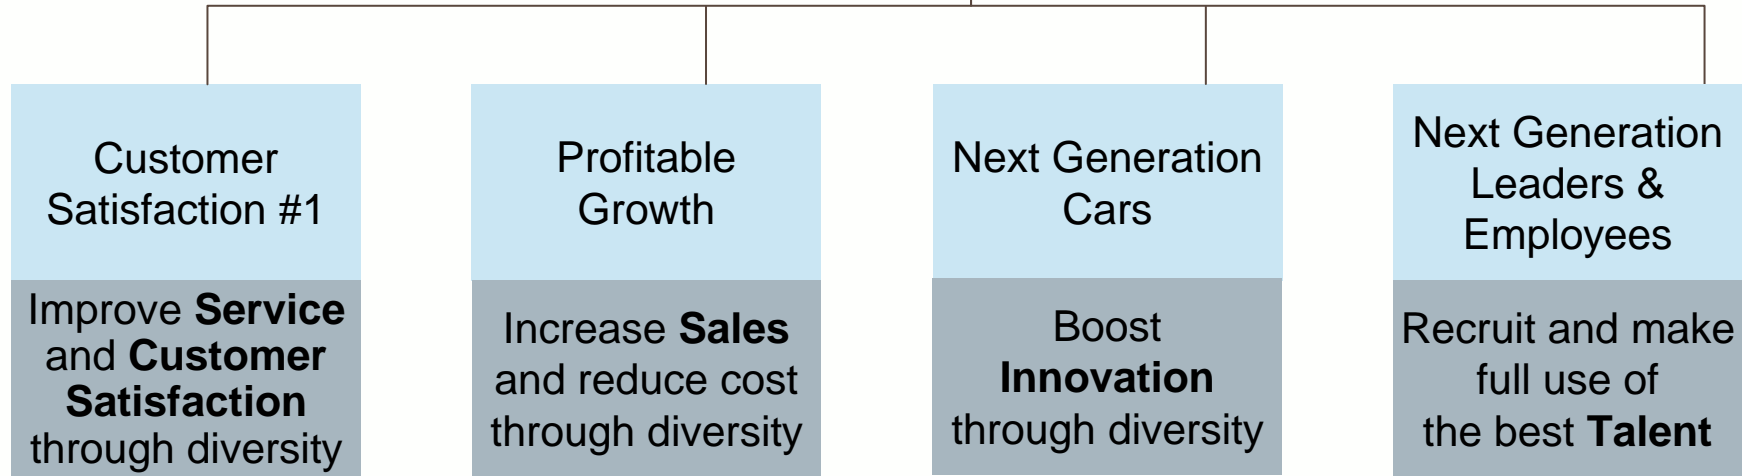 Customer
Satisfaction #1
Improve Service
and Customer
Satisfaction
through diversity
Profitable
Growth
Increase Sales
and reduce cost
through diversity
Next Generation
Cars
Boost
Innovation
through diversity
Next Generation
Leaders &
Employees
Recruit and make
full use of
the best Talent